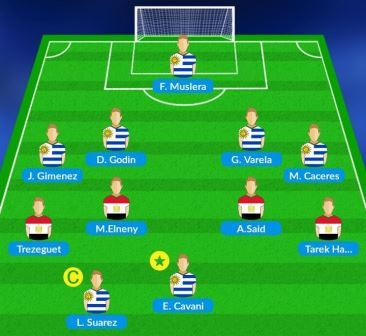 F. Muslera
D. Godin
G. Varela
J. Gimenez
M. Caceres
M.Elneny
A.Said
Trezeguet
Tarek Ha...
C
E. Cavani
L. Suarez